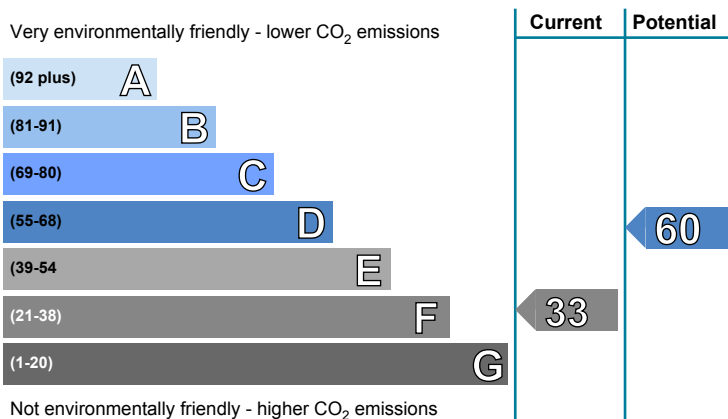 Current Potential
Very environmentally friendly - lower CO₂ emissions
(92 plus) A
(81-91) B
(69-80) C
(55-68) D
60
(39-54 E
(21-38) F
33
(1-20) G
Not environmentally friendly - higher CO₂ emissions